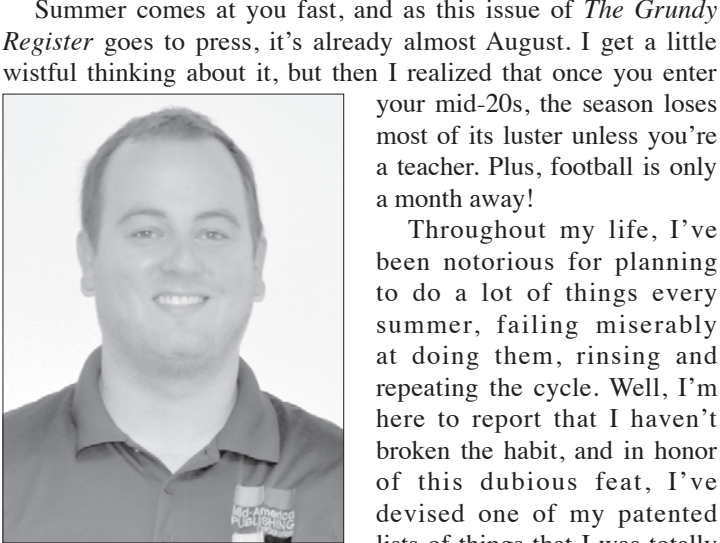 Summer comes at you fast, and as this issue of The Grundy
Register goes to press, it's already almost August. I get a little
wistful thinking about it, but then I realized that once you enter
your mid-20s, the season loses
most of its luster unless you're
a teacher. Plus, football is only
a month away!
Throughout my life, I've
been notorious for planning
to do a lot of things every
summer, failing miserably
at doing them, rinsing and
repeating the cycle. Well, I'm
here to report that I haven't
broken the habit, and in honor
of this dubious feat, I've
devised one of my patented
lists of things that I was totally
Mid-America
PUBLISHING